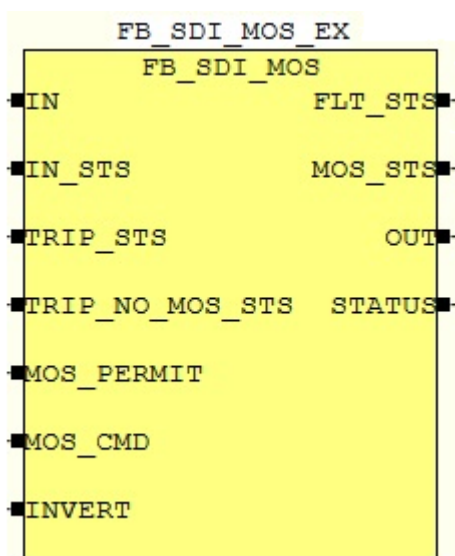 FB_SDI_MOS_EX
FB_SDI_MOS
IN FLT_STS
IN_STS MOS_STS
TRIP_STS OUT
TRIP_NO_MOS_STS STATUS
MOS_PERMIT
MOS_CMD
INVERT